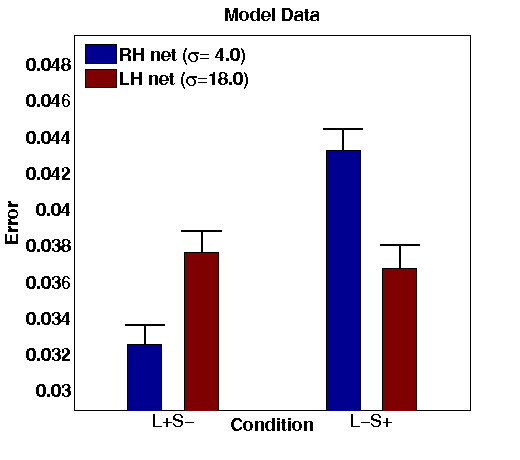 Model Data
RH net (σ= 4.0)
LH net (σ=18.0)
0.048
0.046
0.044
0.042
0.04
0.038
0.036
0.034
0.032
0.03
Error
L+S−
L−S+
Condition